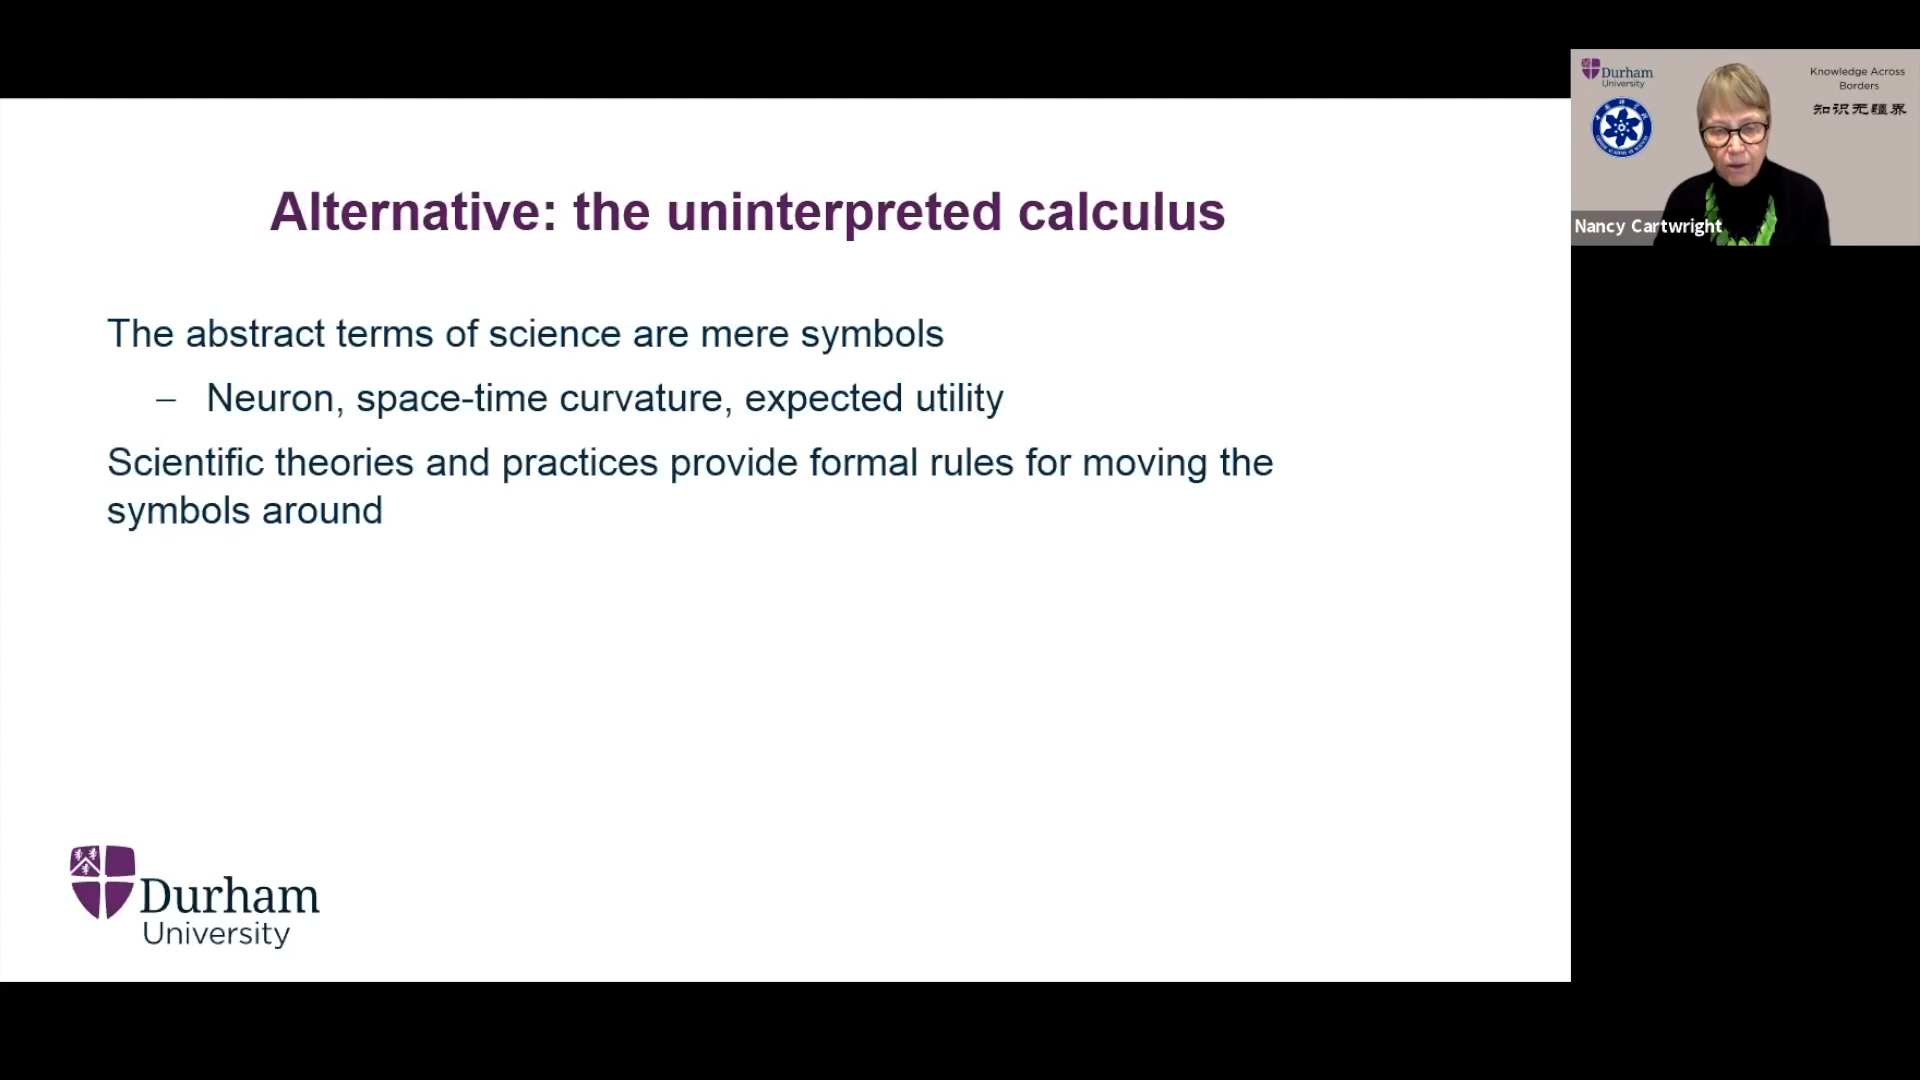 Alternative: the uninterpreted calculus
The abstract terms of science are mere symbols
– Neuron, space-time curvature, expected utility
Scientific theories and practices provide formal rules for moving the
symbols around
Durham
University
Durham
University
Knowledge Across
Borders
知识无疆界
Nancy Cartwright